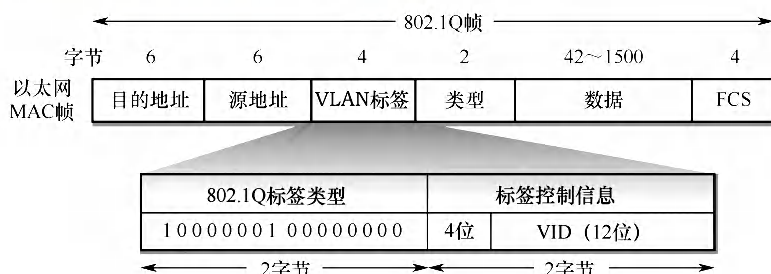 802.1Q帧
字节 6 6 4 2 42～1500 4
以太网
MAC帧
目的地址 源地址 VLAN标签 类型 数据 FCS
802.1Q标签类型 标签控制信息
10000001 00000000 4位 VID（12位）
2字节 2字节